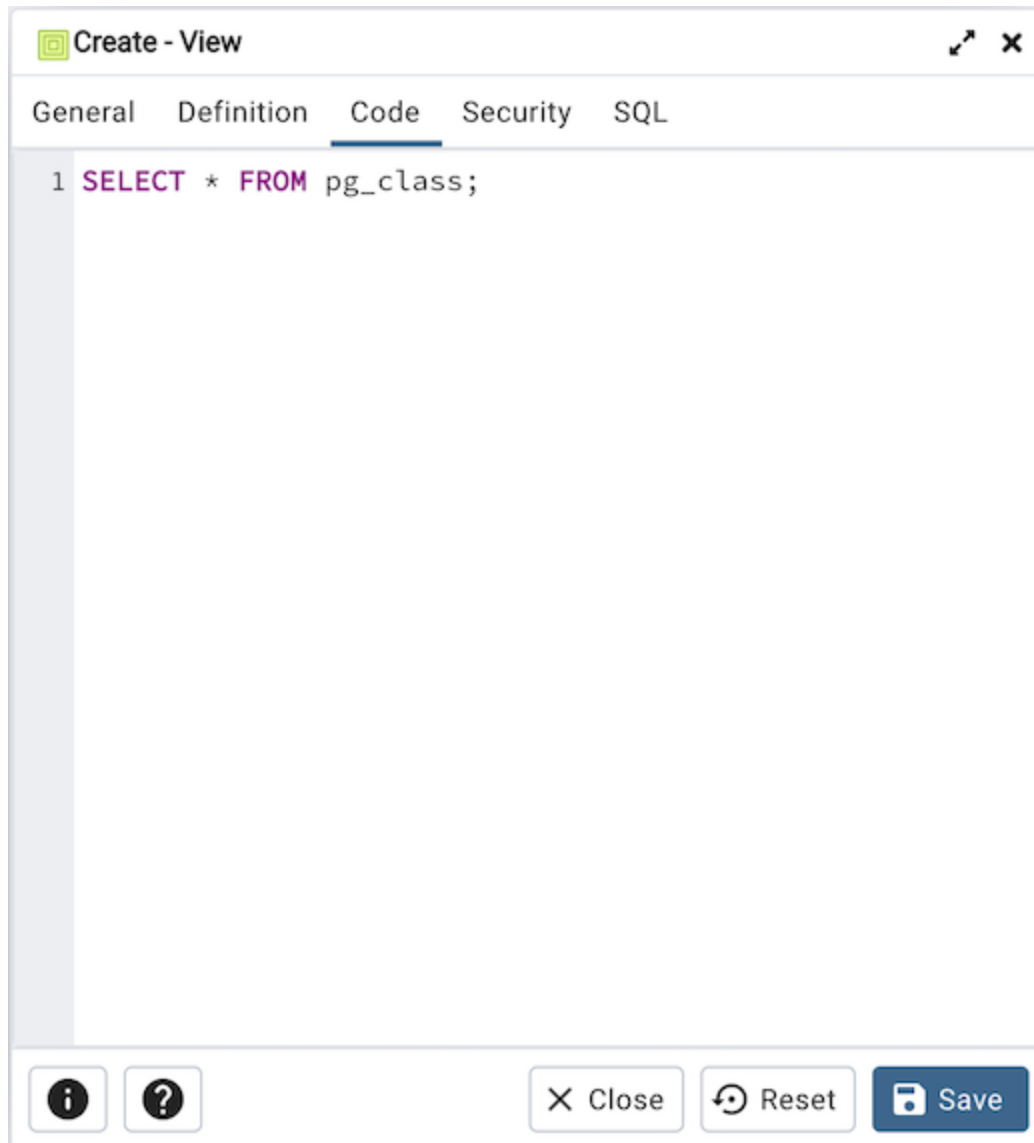 Create - View
General Definition Code Security SQL
1 SELECT * FROM pg_class;
Close Reset Save